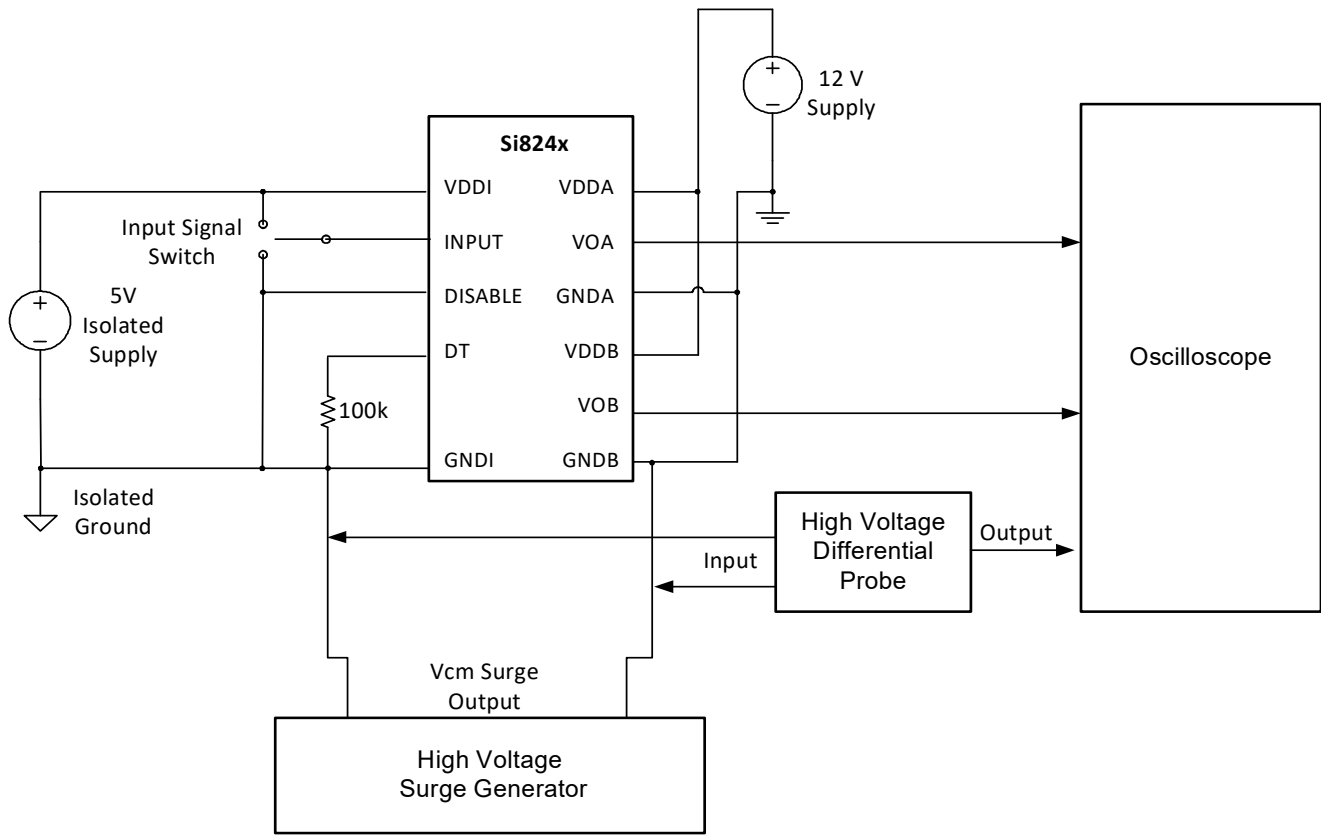 12 V
Supply
Si824x
VDDI
VDDA
Input Signal
Switch
INPUT
VOA
5V
Isolated
Supply
DISABLE
GNDA
DT
VDDB
Oscilloscope
100k
VOB
GNDI
GNDB
Isolated
Ground
High Voltage
Differential
Probe
Input
Output
Vcm Surge
Output
High Voltage
Surge Generator